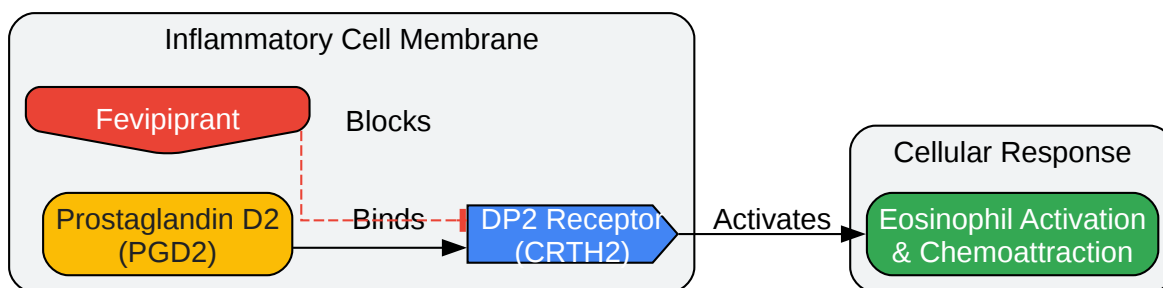 Inflammatory Cell Membrane
Fevipiprant
Blocks
Prostaglandin D2
(PGD2)
Binds
DP2 Receptor
(CRTH2)
Activates
Cellular Response
Eosinophil Activation
& Chemoattraction